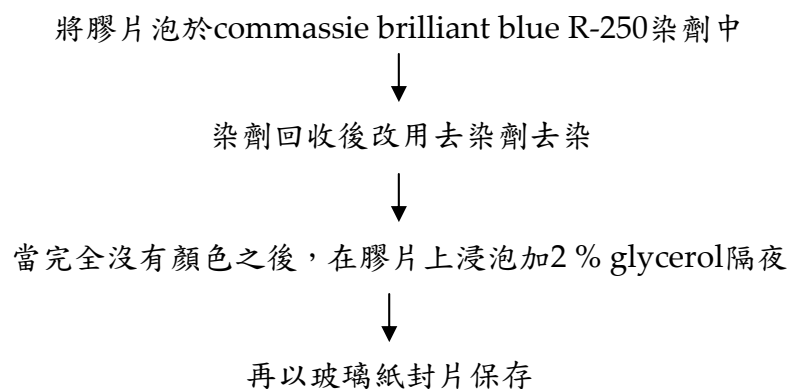 將膠片泡於commassie brilliant blue R-250染劑中
染劑回收後改用去染劑去染
當完全沒有顏色之後，在膠片上浸泡加2 % glycerol隔夜
再以玻璃紙封片保存